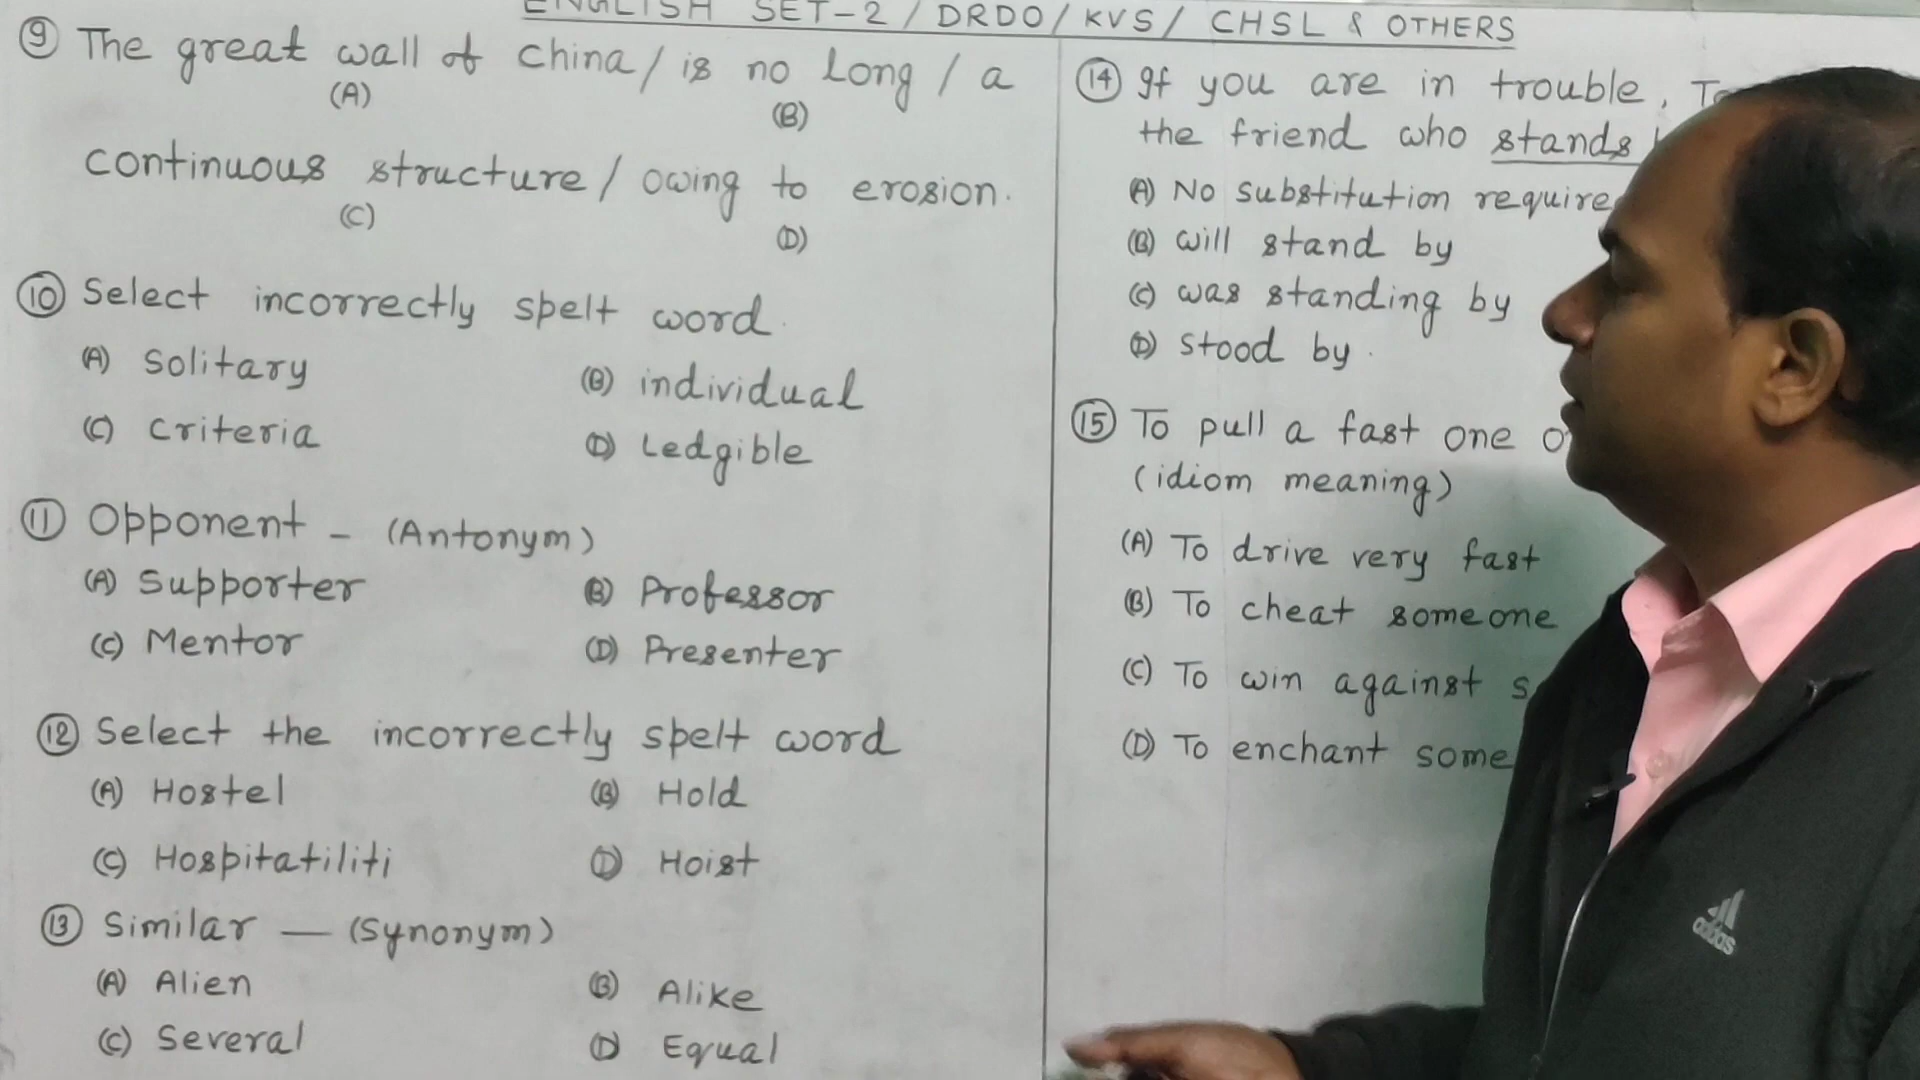 ENGLISH SET-2 / DRDO / KVS / CHSL & OTHERS
⑨ The great wall of China / is no long / a
(A) (B)
continuous structure / owing to erosion.
(C) (D)
⑩ Select incorrectly spelt word.
(A) Solitary (B) individual
(C) criteria (D) Ledgible
⑪ Opponent - (Antonym)
(A) Supporter (B) Professor
(C) Mentor (D) Presenter
⑫ Select the incorrectly spelt word
(A) Hostel (B) Hold
(C) Hospitatiliti (D) Hoist
⑬ Similar — (Synonym)
(A) Alien (B) Alike
(C) Several (D) Equal
⑭ If you are in trouble,
the friend who stands
(A) No substitution require
(B) will stand by
(C) was standing by
(D) stood by.
⑮ To pull a fast one
(idiom meaning)
(A) To drive very fast
(B) To cheat someone
(C) To win against
(D) To enchant some
adidas